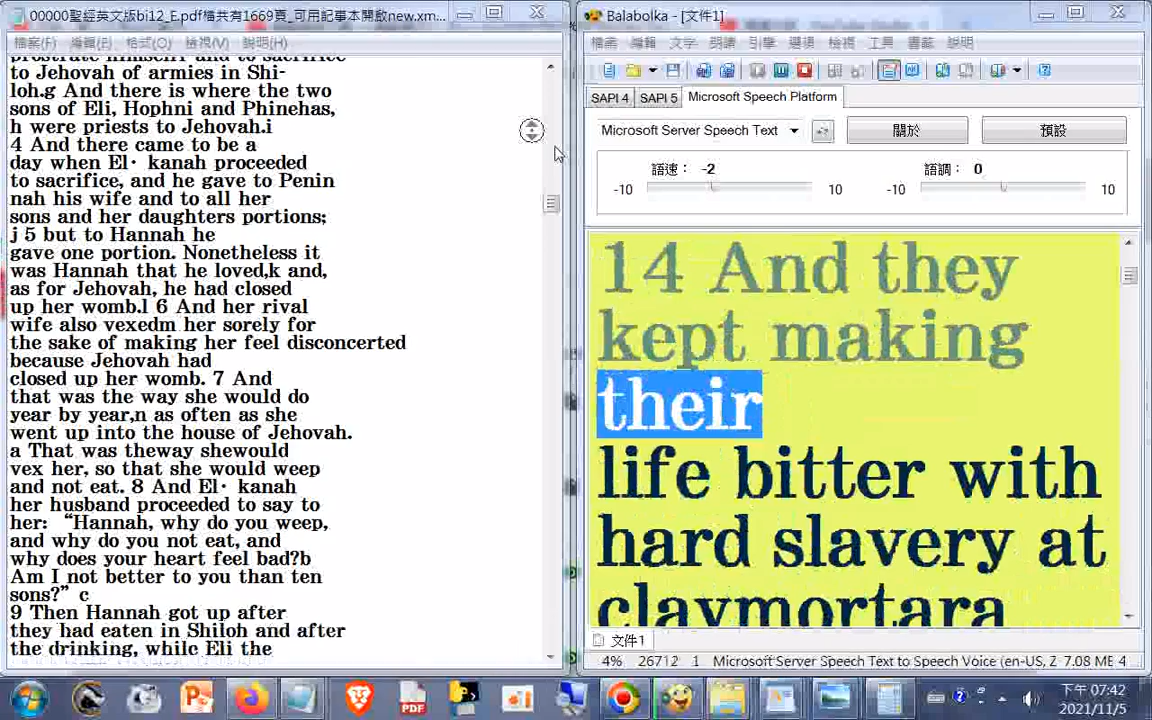 00000聖經英文版bi12_E.pdf檔共有1669頁_可用記事本開啟new.xm...
檔案(F) 編輯(E) 格式(O) 檢視(V) 說明(H)
prostrate himself and to sacrifice
to Jehovah of armies in Shi-
loh.g And there is where the two
sons of Eli, Hophni and Phinehas,
h were priests to Jehovah.i
4 And there came to be a
day when El· kanah proceeded
to sacrifice, and he gave to Penin
nah his wife and to all her
sons and her daughters portions;
j 5 but to Hannah he
gave one portion. Nonetheless it
was Hannah that he loved,k and,
as for Jehovah, he had closed
up her womb.l 6 And her rival
wife also vexedm her sorely for
the sake of making her feel disconcerted
because Jehovah had
closed up her womb. 7 And
that was the way she would do
year by year,n as often as she
went up into the house of Jehovah.
a That was theway shewould
vex her, so that she would weep
and not eat. 8 And El· kanah
her husband proceeded to say to
her: “Hannah, why do you weep,
and why do you not eat, and
why does your heart feel bad?b
Am I not better to you than ten
sons?” c
9 Then Hannah got up after
they had eaten in Shiloh and after
the drinking, while Eli the
Balabolka - [文件1]
檔案 編輯 文字 朗讀 引擎 選項 檢視 工具 書籤 說明
SAPI 4 SAPI 5 Microsoft Speech Platform
Microsoft Server Speech Text 關於 預設
語速： -2 語調： 0
-10 10 -10 10
14 And they
kept making
their
life bitter with
hard slavery at
claymortara
文件1
4% 26712 1 Microsoft Server Speech Text to Speech Voice (en-US, Z 7.08 MB 4
PDF
下午 07:42
2021/11/5